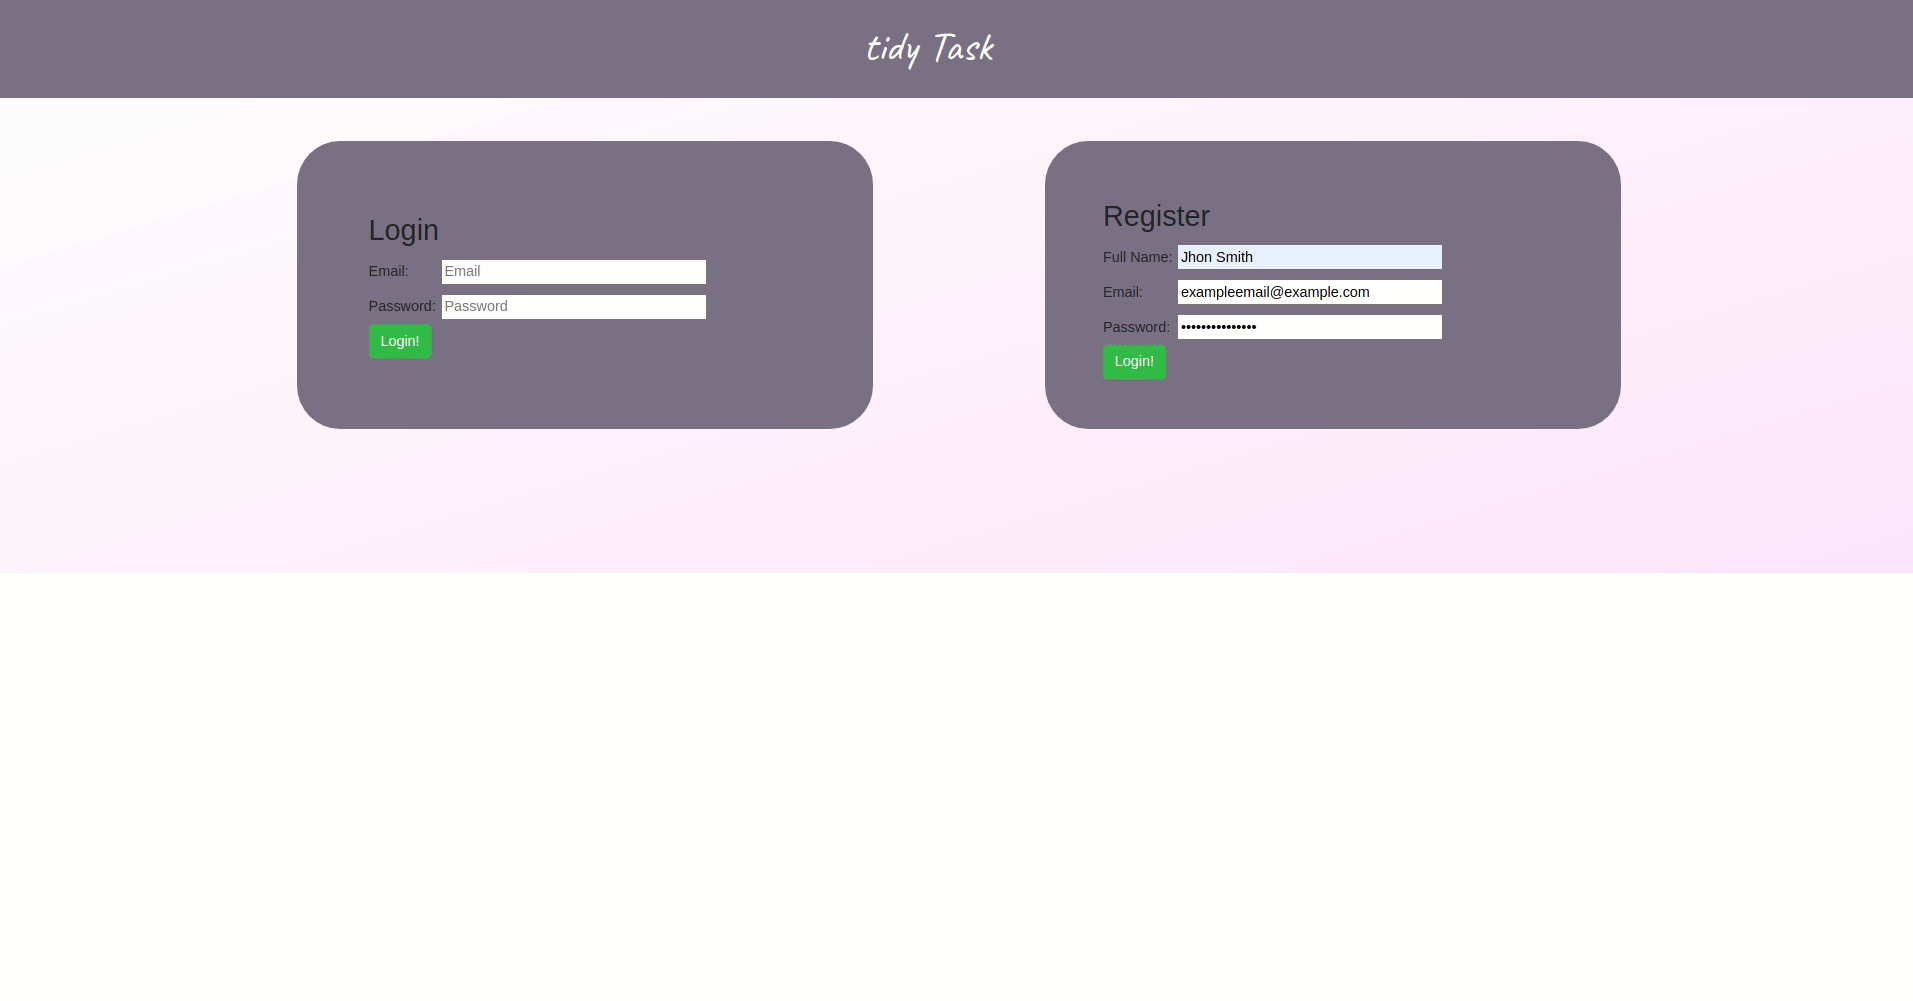 tidy Task
Login
Email: Email
Password: Password
Login!
Register
Full Name: Jhon Smith
Email: exampleemail@example.com
Password: •••••••••••••••
Login!